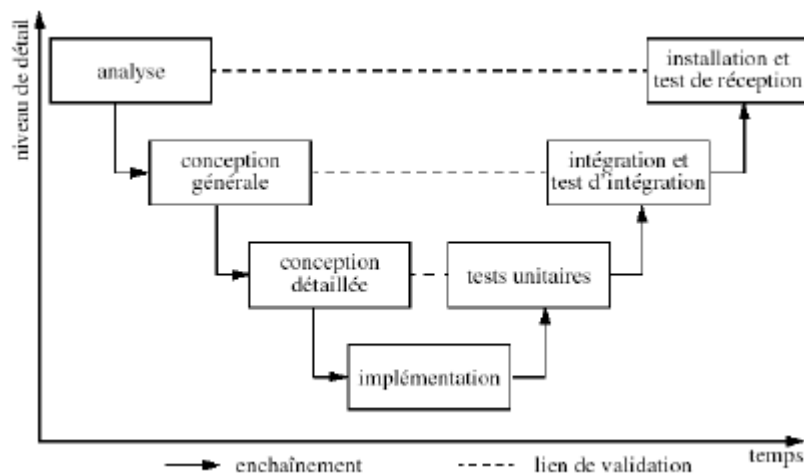 niveau de détail
analyse
installation et
test de réception
conception
générale
intégration et
test d'intégration
conception
détaillée
tests unitaires
implémentation
temps
enchaînement
lien de validation